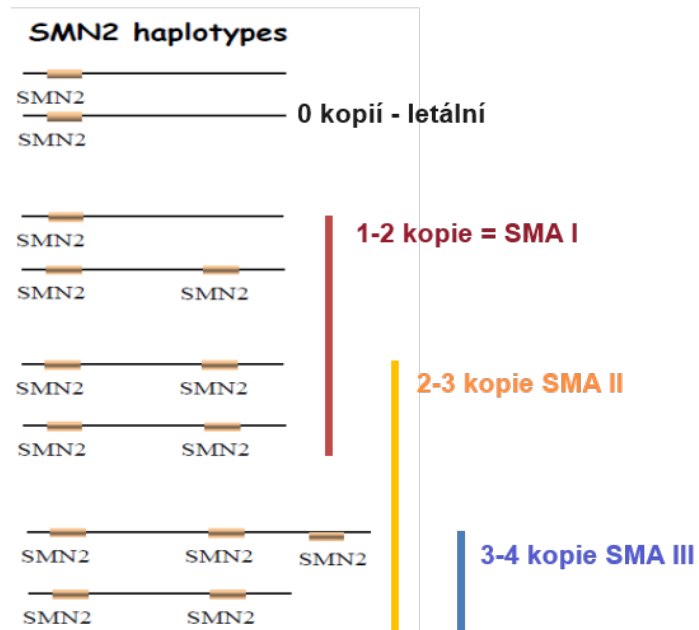 SMN2 haplotypes
SMN2
0 kopií - letální
SMN2
SMN2
1-2 kopie = SMA I
SMN2 SMN2
SMN2 SMN2
2-3 kopie SMA II
SMN2 SMN2
SMN2 SMN2 SMN2
3-4 kopie SMA III
SMN2 SMN2